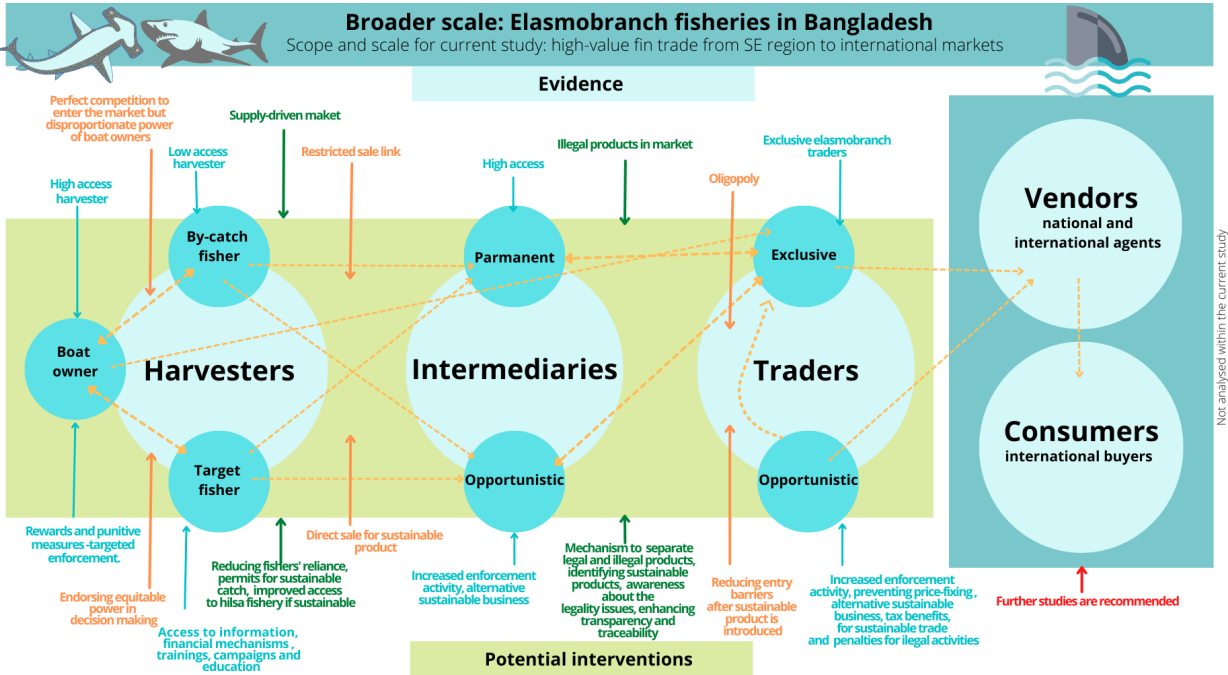 Broader scale: Elasmobranch fisheries in Bangladesh
Scope and scale for current study: high-value fin trade from SE region to international markets
Evidence
Perfect competition to
enter the market but
disproportionate power
of boat owners
Supply-driven maket
Low access
harvester
Restricted sale link
High access
harvester
High access
Illegal products in market
Oligopoly
Exclusive elasmobranch
traders
By-catch
fisher
Parmanent
Exclusive
Boat
owner
Harvesters
Intermediaries
Traders
Target
fisher
Opportunistic
Opportunistic
Vendors
national and
international agents
Consumers
international buyers
Not analysed within the current study
Rewards and punitive
measures -targeted
enforcement.
Endorsing equitable
power in
decision making
Access to information,
financial mechanisms ,
trainings, campaigns and
education
Reducing fishers' reliance,
permits for sustainable
catch, improved access
to hilsa fishery if sustainable
Direct sale for sustainable
product
Increased enforcement
activity, alternative
sustainable business
Mechanism to separate
legal and illegal products,
identifying sustainable
products, awareness
about the
legality issues, enhancing
transparency and
traceability
Reducing entry
barriers
after sustainable
product is
introduced
Increased enforcement
activity, preventing price-fixing ,
alternative sustainable
business, tax benefits,
for sustainable trade
and penalties for illegal activities
Further studies are recommended
Potential interventions